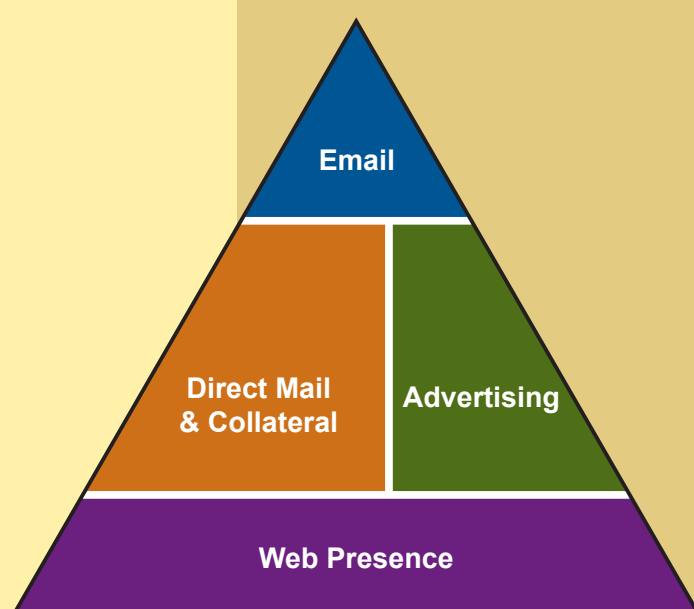 Email
Direct Mail
& Collateral
Advertising
Web Presence